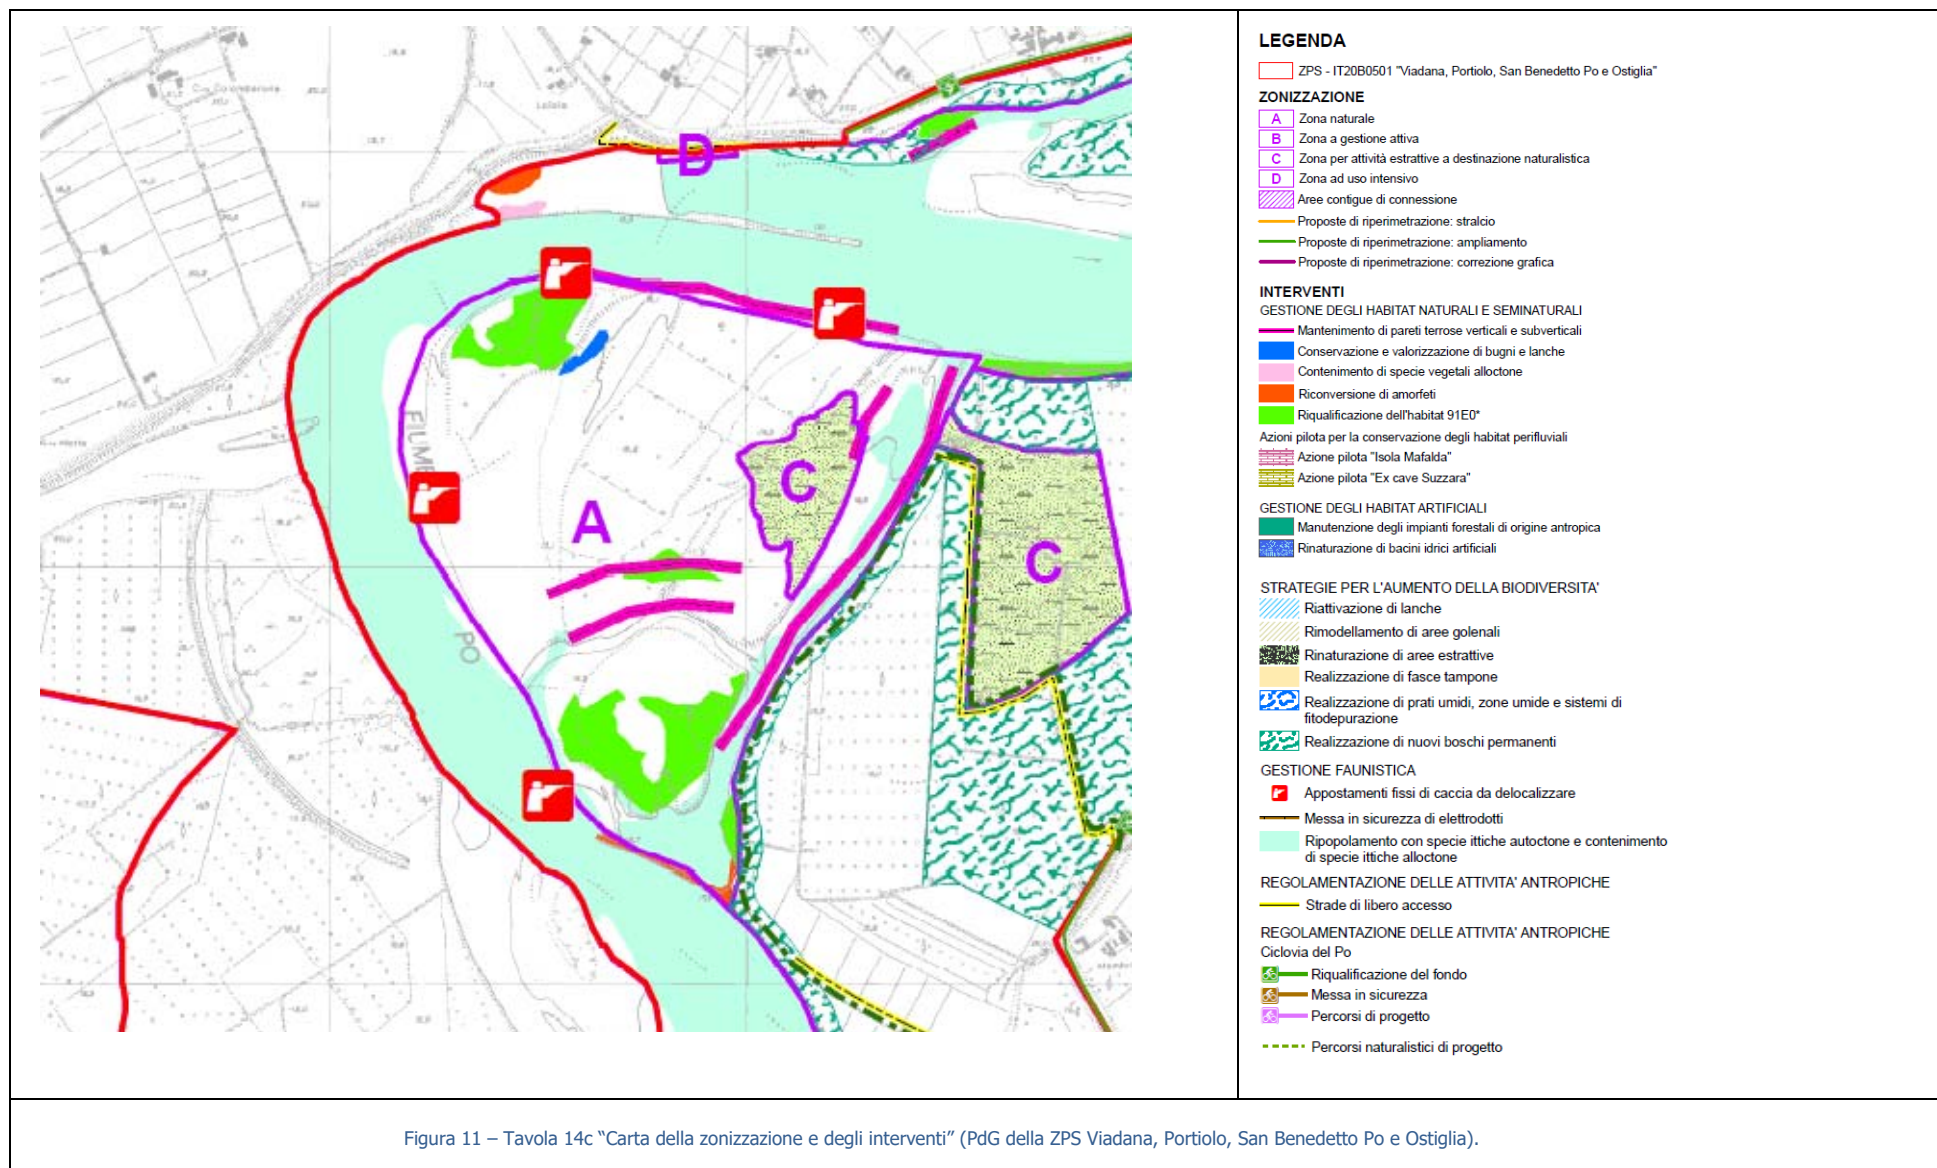 D
A
C
C
FIUME
PO
LEGENDA
ZPS - IT20B0501 "Viadana, Portiolo, San Benedetto Po e Ostiglia"
ZONIZZAZIONE
A Zona naturale
B Zona a gestione attiva
C Zona per attività estrattive a destinazione naturalistica
D Zona ad uso intensivo
Aree contigue di connessione
Proposte di riperimetrazione: stralcio
Proposte di riperimetrazione: ampliamento
Proposte di riperimetrazione: correzione grafica
INTERVENTI
GESTIONE DEGLI HABITAT NATURALI E SEMINATURALI
Mantenimento di pareti terrose verticali e subverticali
Conservazione e valorizzazione di bugni e lanche
Contenimento di specie vegetali alloctone
Riconversione di amorfeti
Riqualificazione dell'habitat 91E0*
Azioni pilota per la conservazione degli habitat perifluviali
Azione pilota "Isola Mafalda"
Azione pilota "Ex cave Suzzara"
GESTIONE DEGLI HABITAT ARTIFICIALI
Manutenzione degli impianti forestali di origine antropica
Rinaturazione di bacini idrici artificiali
STRATEGIE PER L'AUMENTO DELLA BIODIVERSITA'
Riattivazione di lanche
Rimodellamento di aree golenali
Rinaturazione di aree estrattive
Realizzazione di fasce tampone
Realizzazione di prati umidi, zone umide e sistemi di
fitodepurazione
Realizzazione di nuovi boschi permanenti
GESTIONE FAUNISTICA
Appostamenti fissi di caccia da delocalizzare
Messa in sicurezza di elettrodotti
Ripopolamento con specie ittiche autoctone e contenimento
di specie ittiche alloctone
REGOLAMENTAZIONE DELLE ATTIVITA' ANTROPICHE
Strade di libero accesso
REGOLAMENTAZIONE DELLE ATTIVITA' ANTROPICHE
Ciclovia del Po
Riqualificazione del fondo
Messa in sicurezza
Percorsi di progetto
Percorsi naturalistici di progetto
Figura 11 – Tavola 14c “Carta della zonizzazione e degli interventi” (PdG della ZPS Viadana, Portiolo, San Benedetto Po e Ostiglia).